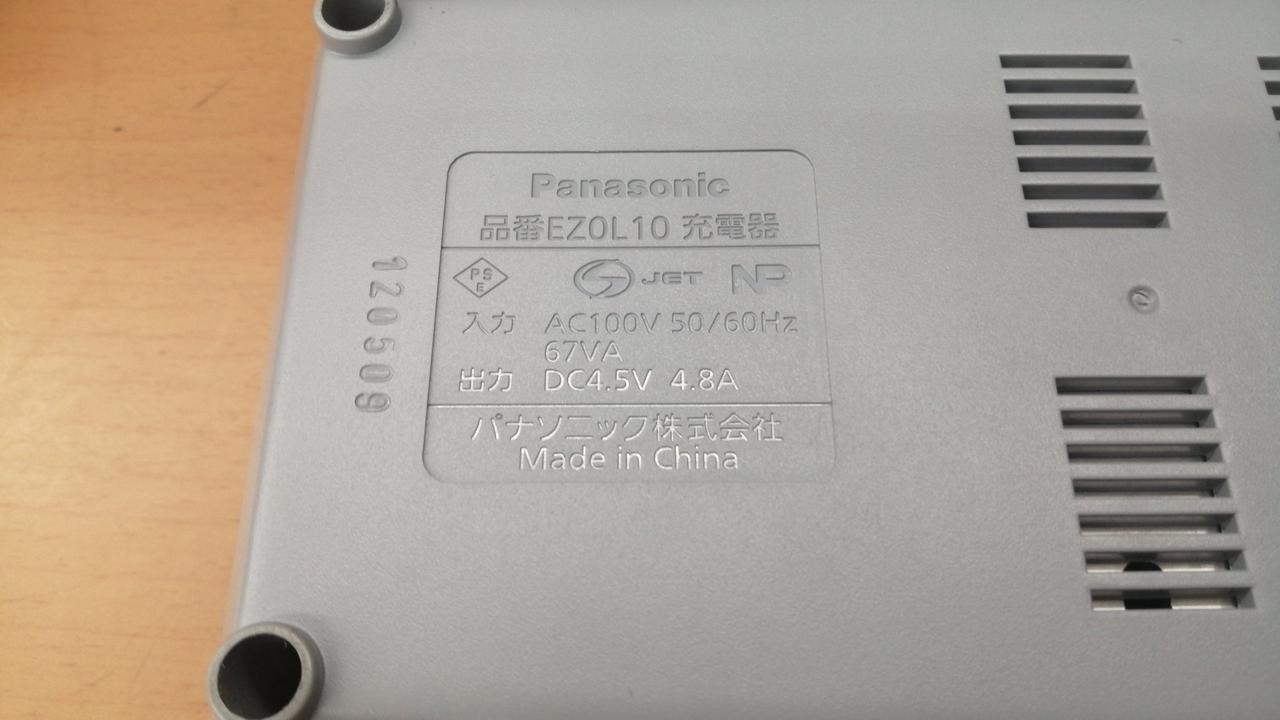 Panasonic
品番EZ0L10 充電器
PS
E
JET NP
入力 AC100V 50/60Hz
67VA
出力 DC4.5V 4.8A
パナソニック株式会社
Made in China
120509